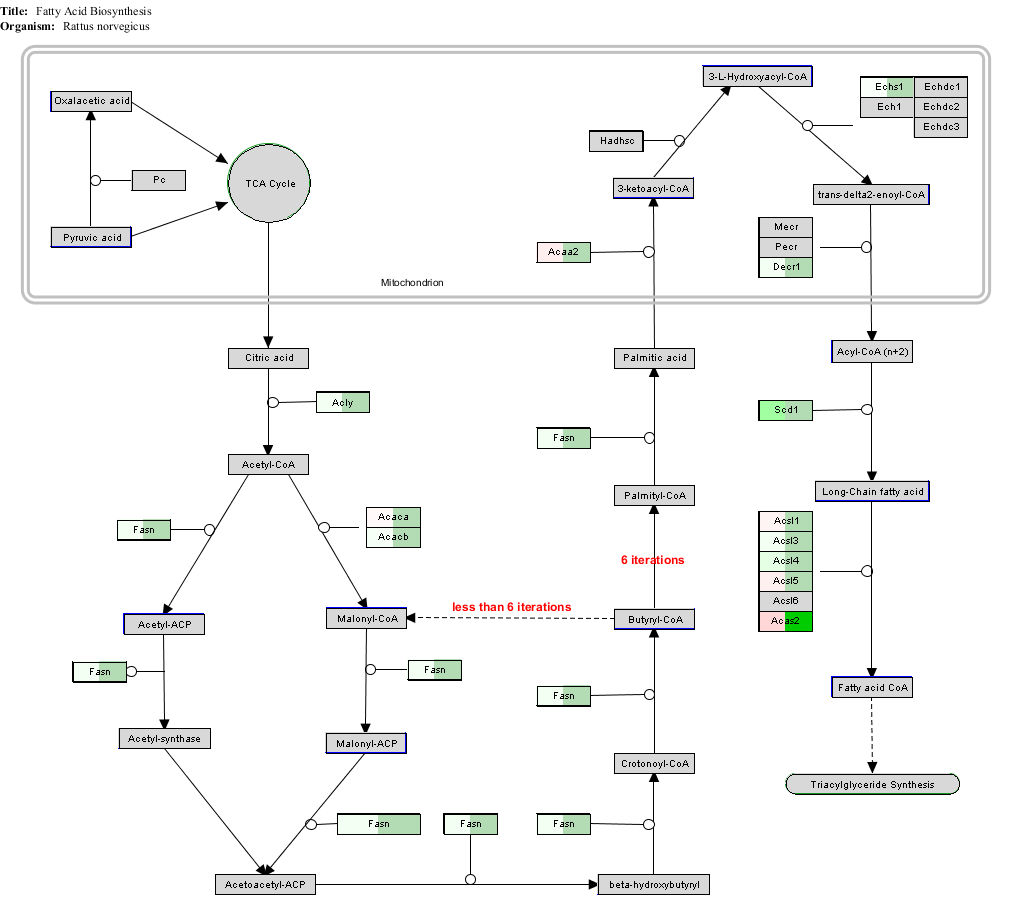 Title: Fatty Acid Biosynthesis
Organism: Rattus norvegicus
3-L-Hydroxyacyl-CoA
Echs1 Echdc1
Oxalacetic acid
Ech1 Echdc2
Echdc3
Hadhsc
Pc
TCA Cycle
3-ketoacyl-CoA
trans-delta2-enoyl-CoA
Mecr
Pyruvic acid
Pecr
Acaa2
Decr1
Mitochondrion
Citric acid
Palmitic acid
Acyl-CoA (n+2)
Acly
Scd1
Fasn
Acetyl-CoA
Palmityl-CoA
Long-Chain fatty acid
Acaca
Acsl1
Fasn
Acacb
Acsl3
6 iterations
Acsl4
Acsl5
Acsl6
less than 6 iterations
Acas2
Acetyl-ACP
Malonyl-CoA
Butyryl-CoA
Fasn
Fasn
Fatty acid CoA
Fasn
Acetyl-synthase
Malonyl-ACP
Crotonoyl-CoA
Triacylglyceride Synthesis
Fasn
Fasn
Fasn
Acetoacetyl-ACP
beta-hydroxybutyryl